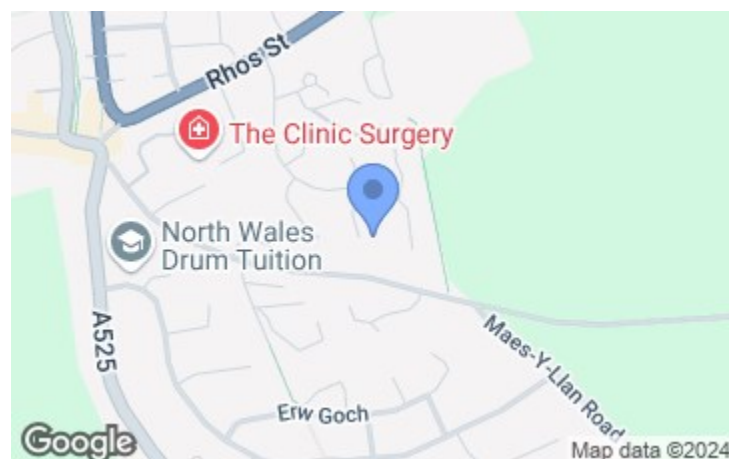 Rhos St
The Clinic Surgery
North Wales
Drum Tuition
A525
Maes-Y-Llan Road
Erw Goch
Google
Map data ©2024